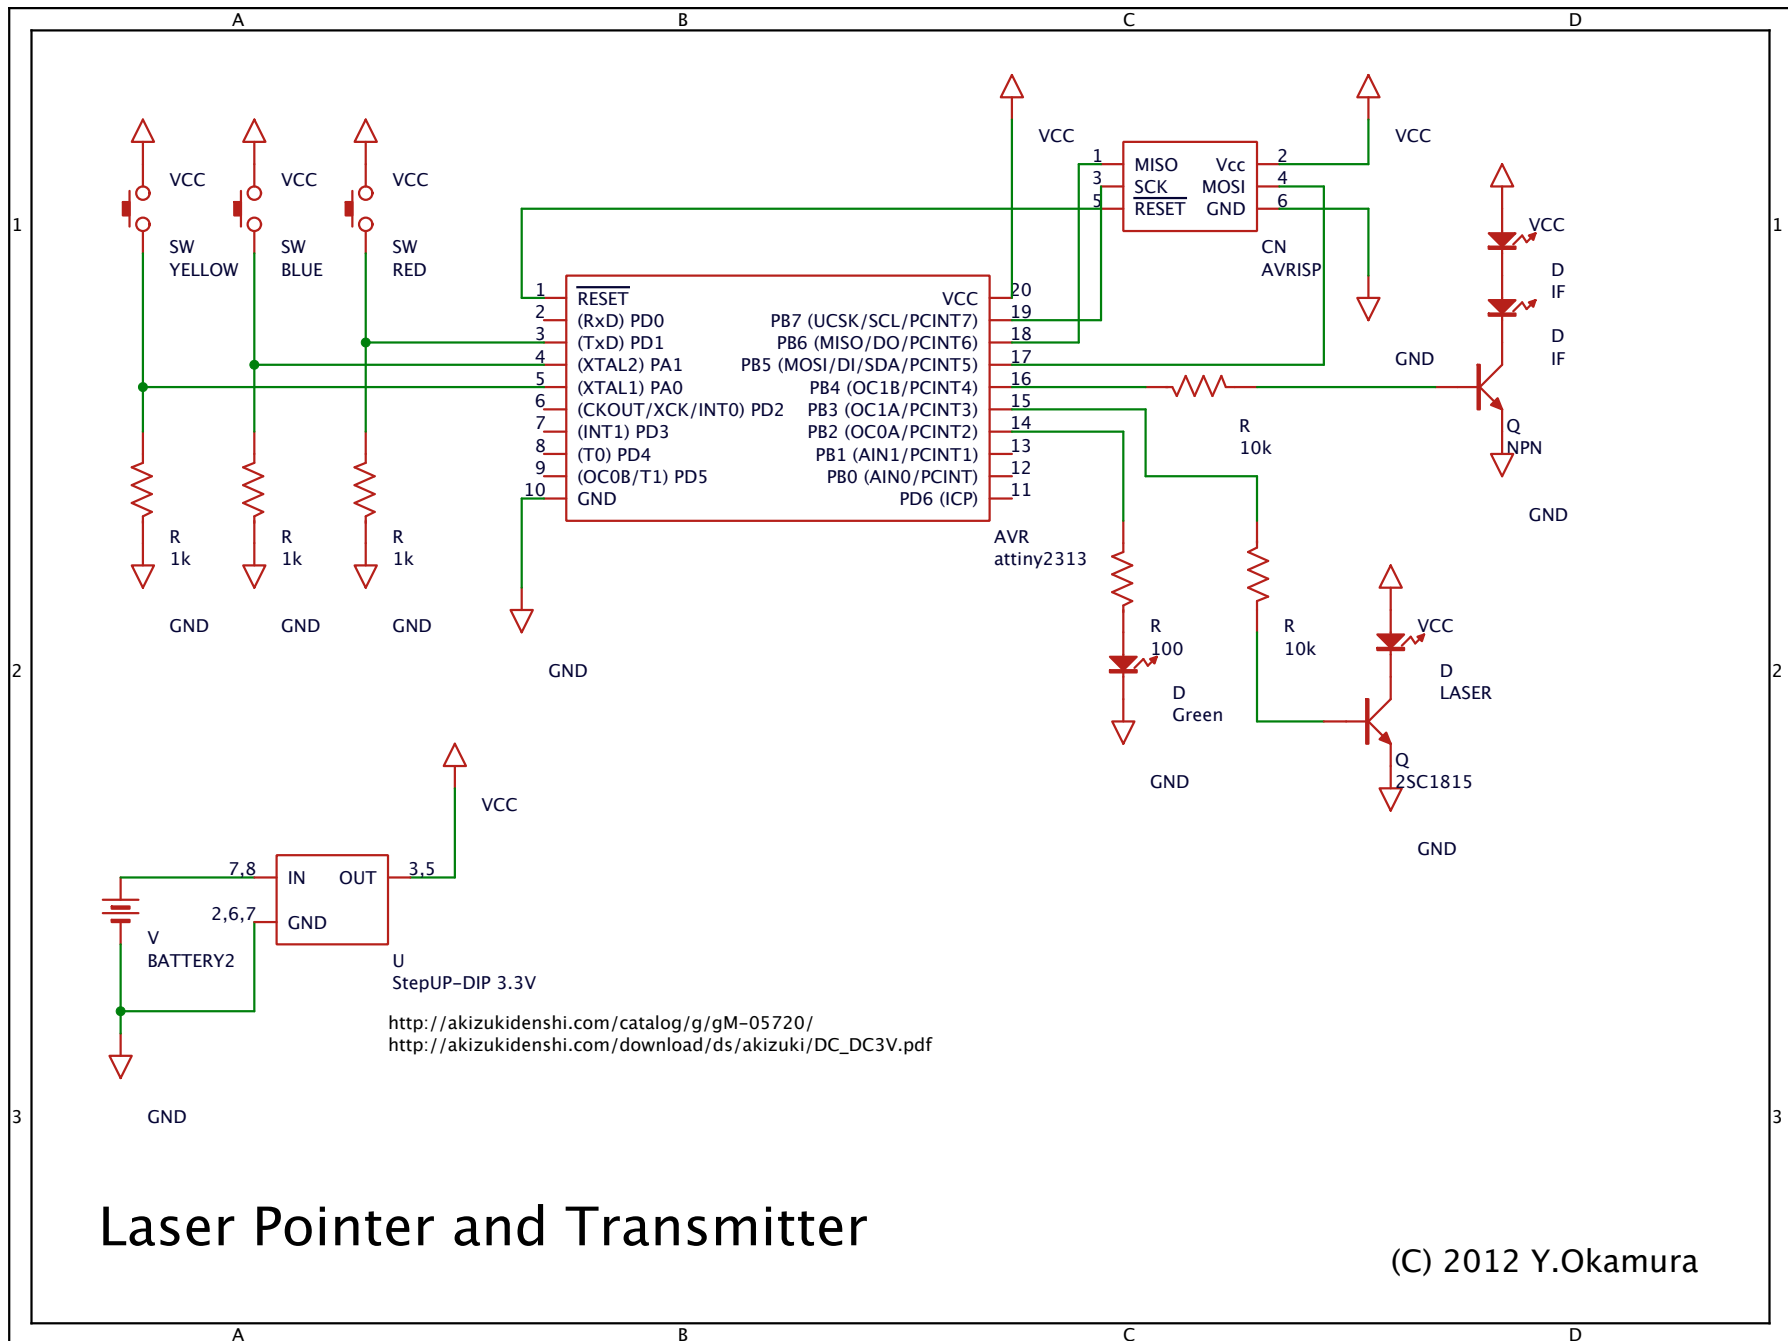 A B C D
1
2
3
1
2
3
VCC
SW
YELLOW
VCC
SW
BLUE
VCC
SW
RED
R
1k
GND
R
1k
GND
R
1k
GND
VCC
1 MISO
3 SCK
5 RESET
Vcc 2
MOSI 4
GND 6
CN
AVRISP
VCC
GND
1 RESET
2 (RxD) PD0
3 (TxD) PD1
4 (XTAL2) PA1
5 (XTAL1) PA0
6 (CKOUT/XCK/INT0) PD2
7 (INT1) PD3
8 (T0) PD4
9 (OC0B/T1) PD5
10 GND
VCC 20
PB7 (UCSK/SCL/PCINT7) 19
PB6 (MISO/DO/PCINT6) 18
PB5 (MOSI/DI/SDA/PCINT5) 17
PB4 (OC1B/PCINT4) 16
PB3 (OC1A/PCINT3) 15
PB2 (OC0A/PCINT2) 14
PB1 (AIN1/PCINT1) 13
PB0 (AIN0/PCINT) 12
PD6 (ICP) 11
AVR
attiny2313
GND
VCC
D
IF
D
IF
R
10k
Q
NPN
GND
R
100
D
Green
GND
R
10k
VCC
D
LASER
Q
2SC1815
GND
VCC
7,8 IN OUT 3,5
2,6,7 GND
V
BATTERY2
U
StepUP-DIP 3.3V
http://akizukidenshi.com/catalog/g/gM-05720/
http://akizukidenshi.com/download/ds/akizuki/DC_DC3V.pdf
GND
Laser Pointer and Transmitter
(C) 2012 Y.Okamura
A B C D